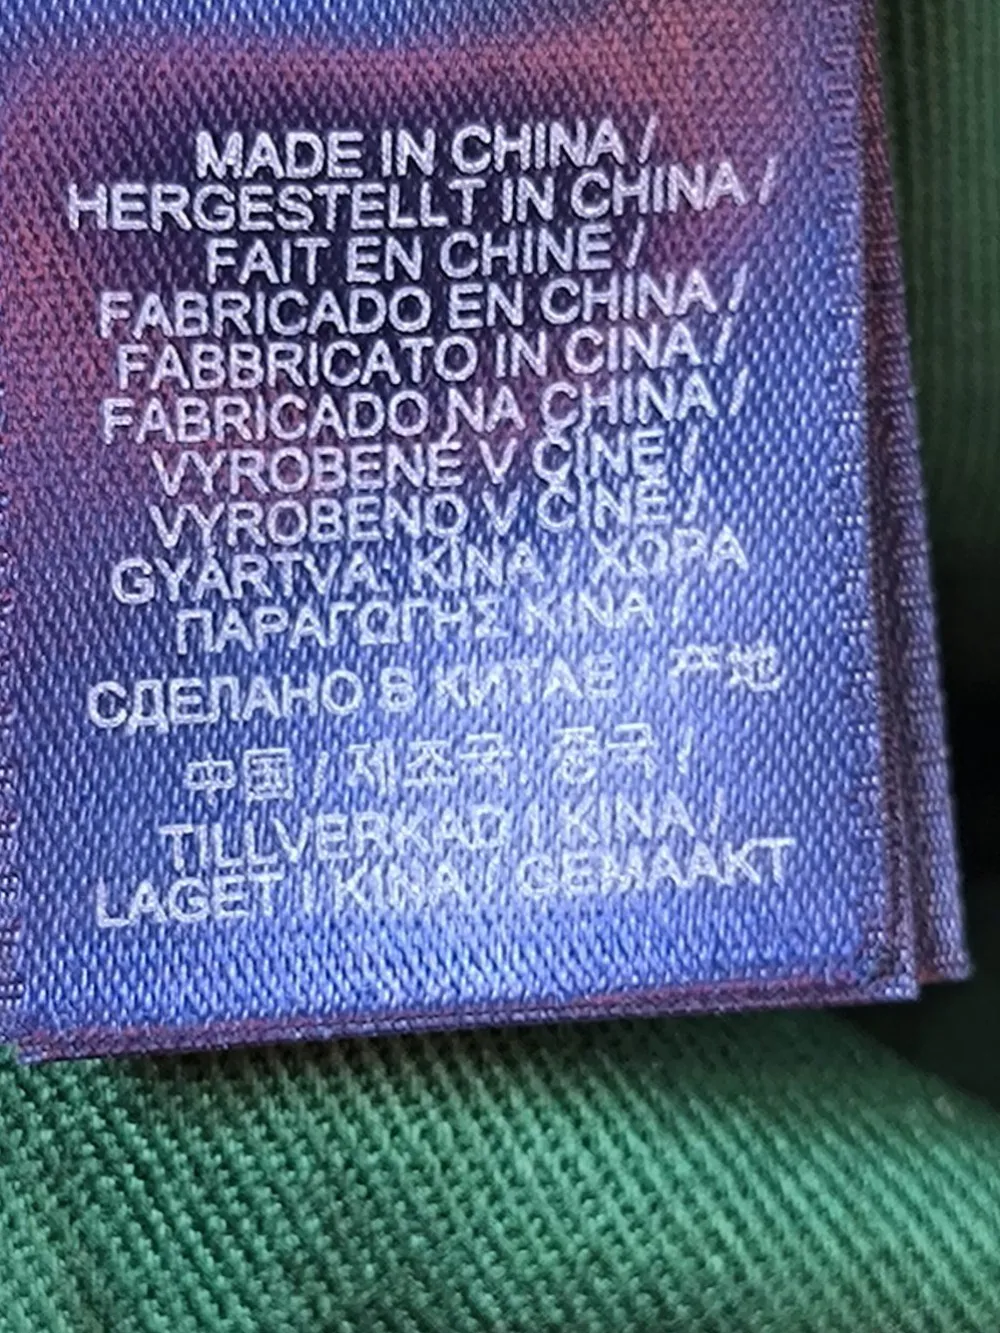 MADE IN CHINA /
HERGESTELLT IN CHINA /
FAIT EN CHINE /
FABRICADO EN CHINA /
FABBRICATO IN CINA /
FABRICADO NA CHINA /
VYROBENÉ V ČÍNE /
VYROBENO V ČÍNĚ /
GYÁRTVA: KÍNA / ΧΩΡΑ
ΠΑΡΑΓΩΓΗΣ ΚΙΝΑ /
СДЕЛАНО В КИТАЕ / 产地
中国 / 제조국: 중국 /
TILLVERKAD I KINA /
LAGET I KINA / GEMAAKT